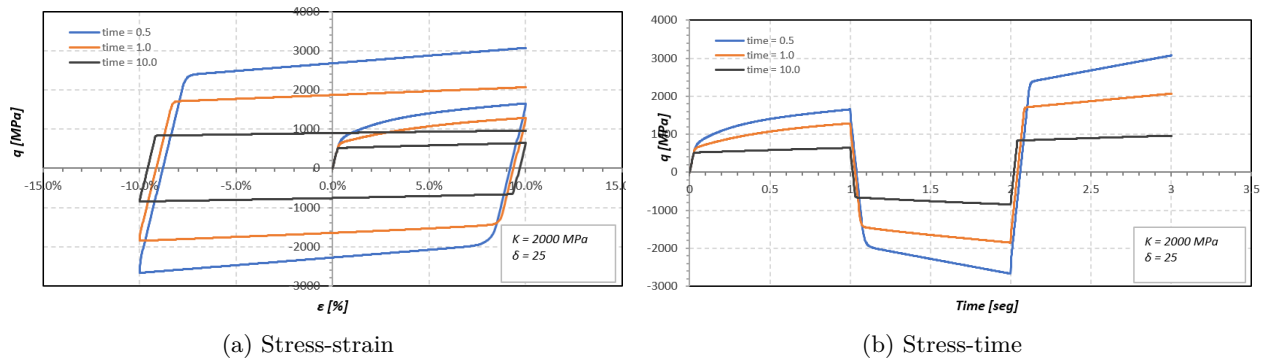 4000
time = 0.5
time = 1.0
time = 10.0
3000
2000
1000
0
-15.0%
-10.0%
-5.0%
0.0%
5.0%
10.0%
15.0
-1000
-2000
3000
q [MPa]
ε [%]
K = 2000 MPa
δ = 25
(a) Stress-strain
4000
time = 0.5
time = 1.0
time = 10.0
3000
2000
1000
0
0
0.5
1
1.5
2
2.5
3
3.5
-1000
-2000
-3000
q [MPa]
Time [seg]
K = 2000 MPa
δ = 25
(b) Stress-time